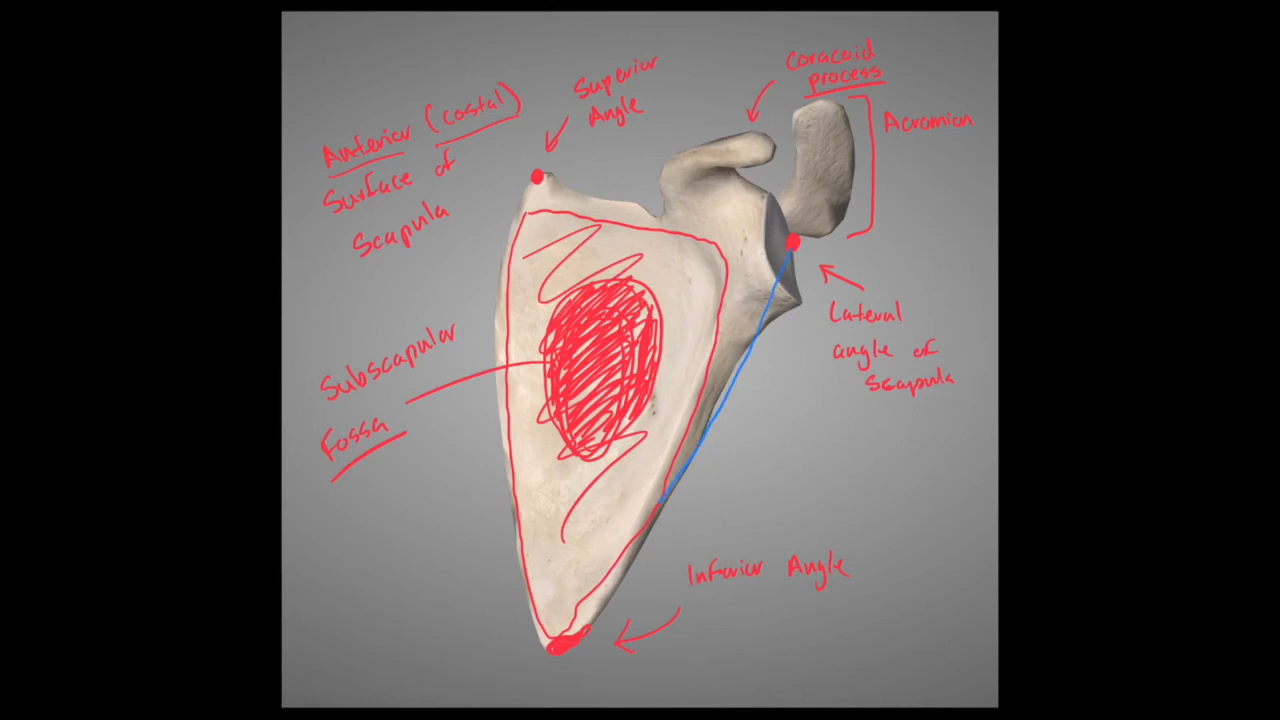 Anterior (costal)
Surface of
Scapula
Superior
Angle
Coracoid
process
Acromion
Lateral
angle of
scapula
Subscapular
Fossa
Inferior Angle